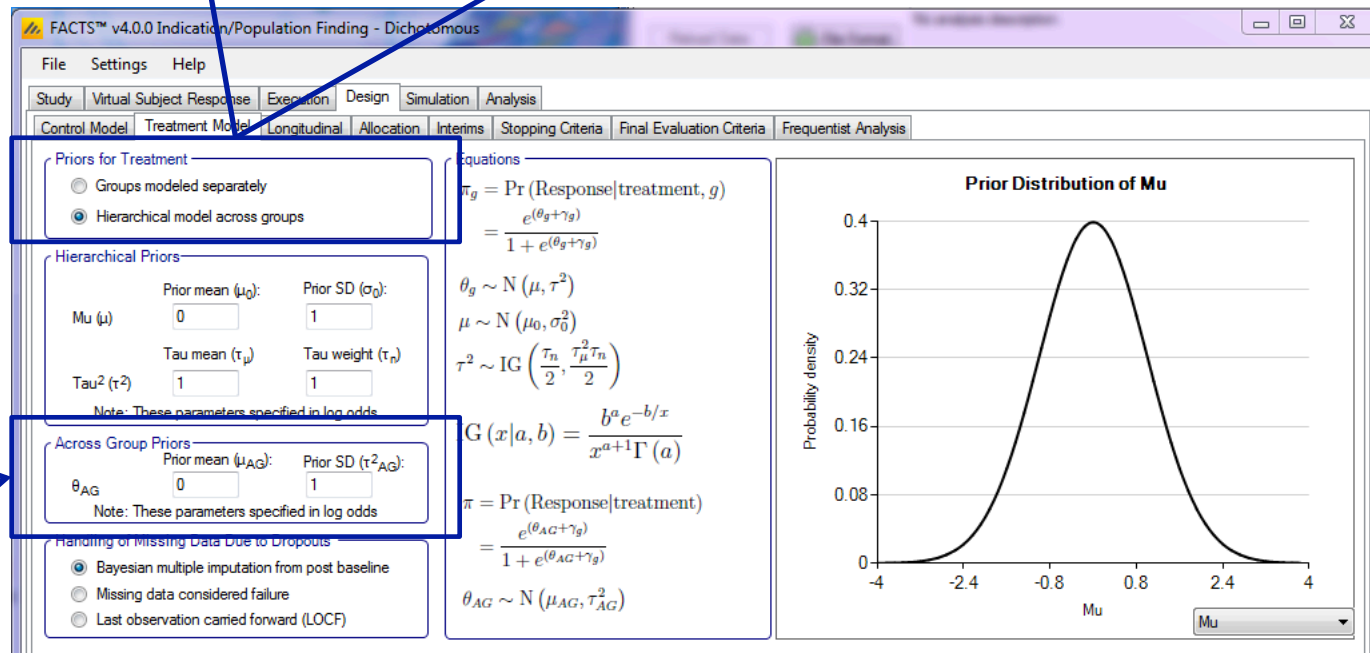 FACTS™ v4.0.0 Indication/Population Finding - Dichotomous
No analysis description
File Settings Help
Study Virtual Subject Response Execution Design Simulation Analysis
Control Model Treatment Model Longitudinal Allocation Interims Stopping Criteria Final Evaluation Criteria Frequentist Analysis
Priors for Treatment
Groups modeled separately
Hierarchical model across groups
Hierarchical Priors
Prior mean (μ0): Prior SD (σ0):
Mu (μ) 0 1
Tau mean (τμ) Tau weight (τn)
Tau² (τ²) 1 1
Note: These parameters specified in log odds
Across Group Priors
Prior mean (μAG): Prior SD (τ²AG):
θAG 0 1
Note: These parameters specified in log odds
Handling of Missing Data Due to Dropouts
Bayesian multiple imputation from post baseline
Missing data considered failure
Last observation carried forward (LOCF)
Equations
πg = Pr (Response|treatment, g)
= e^(θg+γg) / 1 + e^(θg+γg)
θg ~ N (μ, τ²)
μ ~ N (μ0, σ0²)
τ² ~ IG (τn/2, τμ²τn/2)
IG (x|a, b) = b^a e^−b/x / x^a+1 Γ (a)
π = Pr (Response|treatment)
= e^(θAG+γg) / 1 + e^(θAG+γg)
θAG ~ N (μAG, τ²AG)
Prior Distribution of Mu
Probability density
0.4
0.32
0.24
0.16
0.08
0
-4 -2.4 -0.8 0.8 2.4 4
Mu
Mu